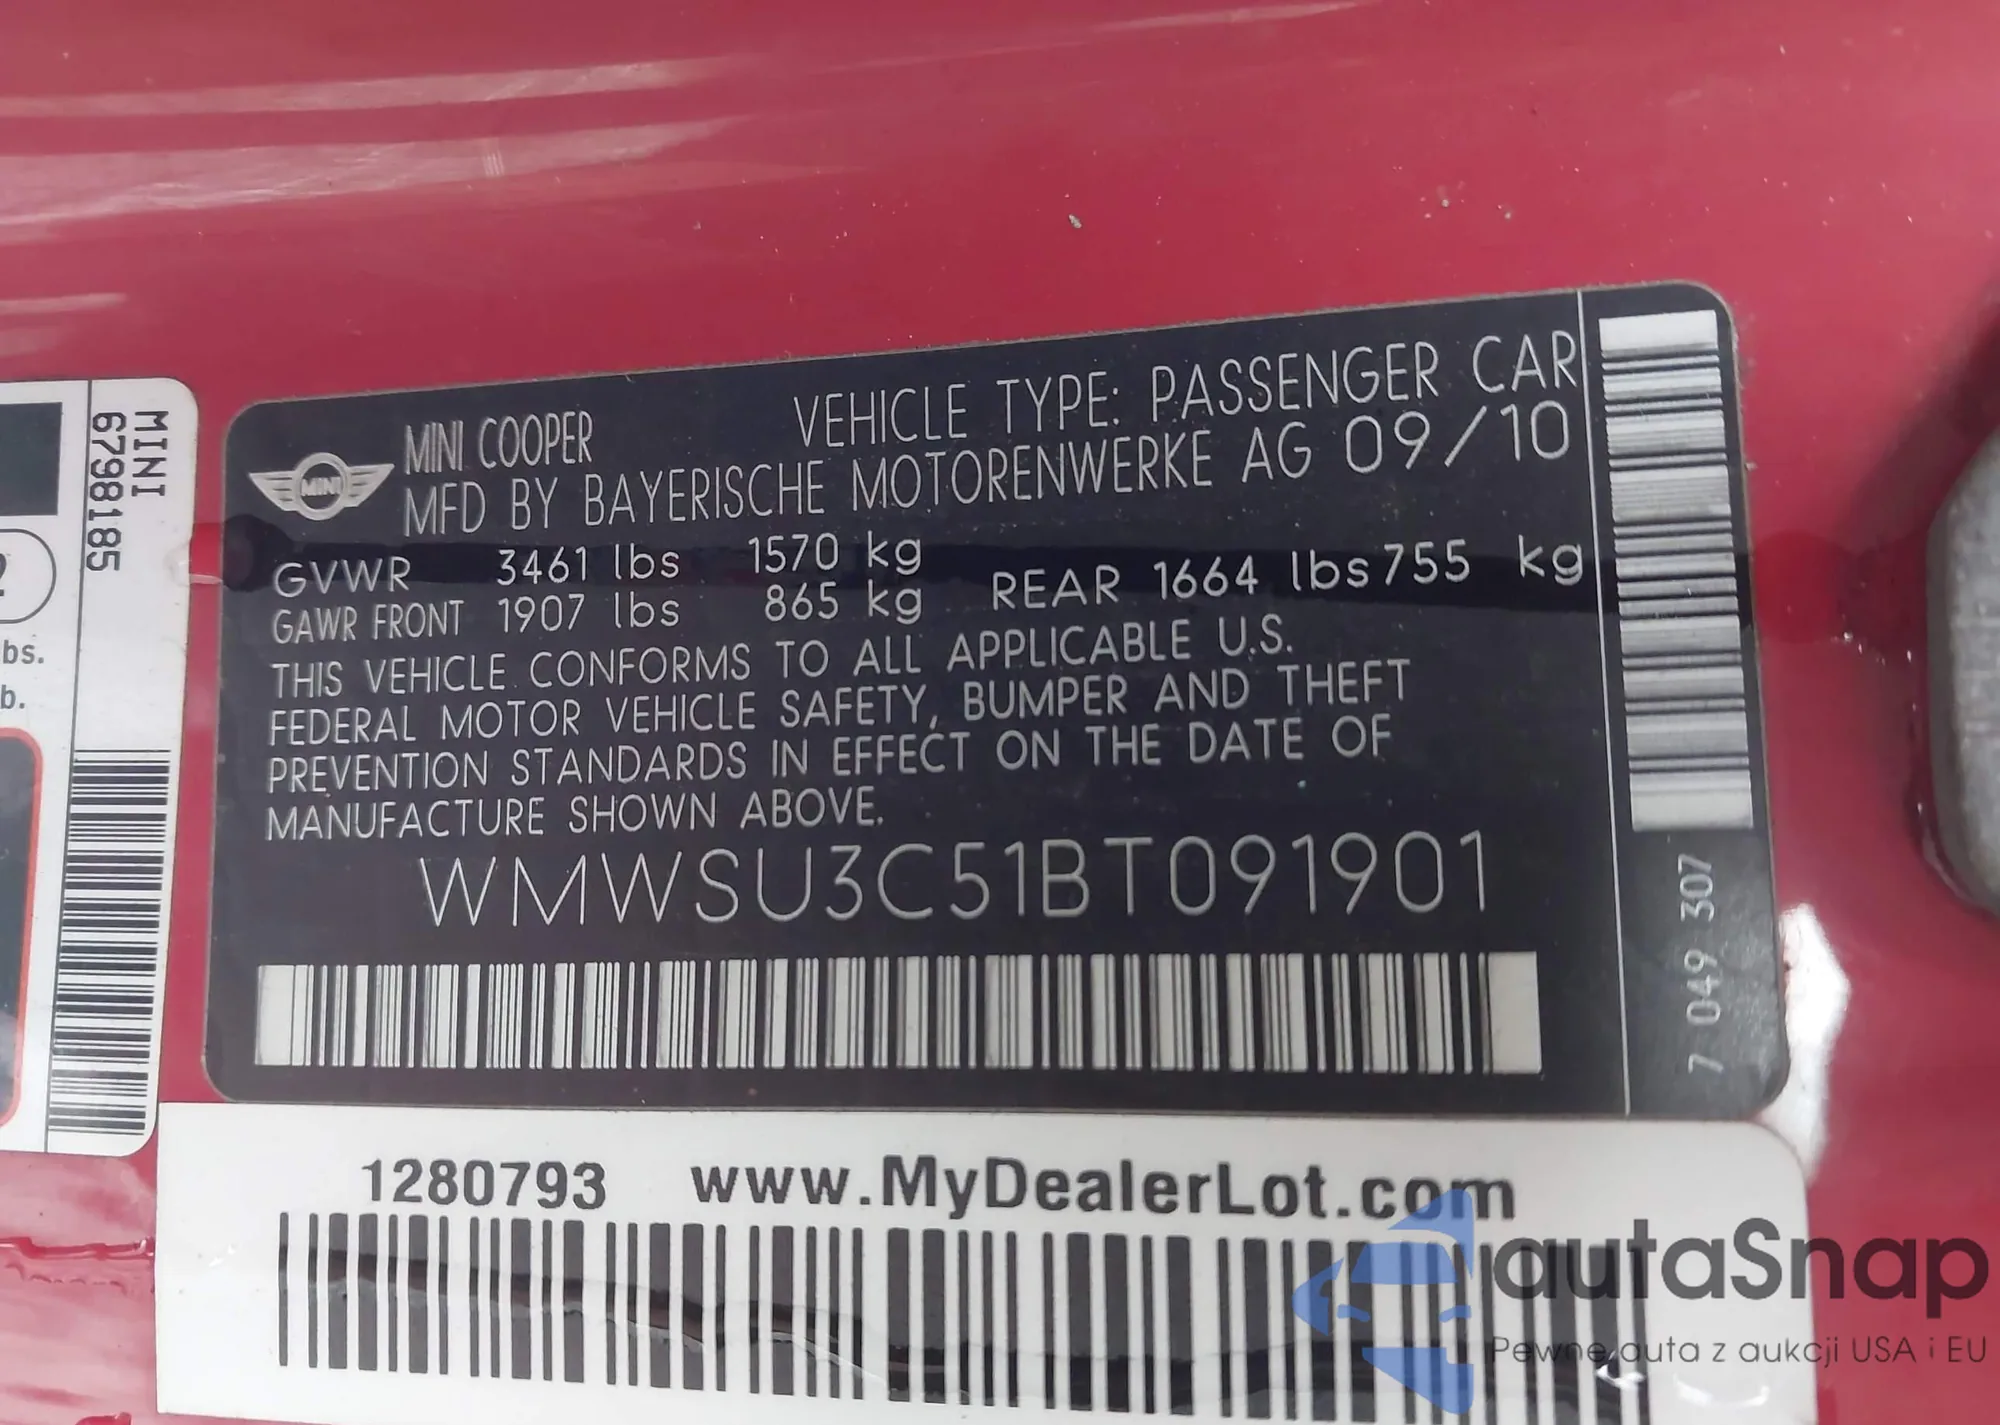 MINI
6798185
bs.
b.
MINI
MINI COOPER
VEHICLE TYPE: PASSENGER CAR
MFD BY BAYERISCHE MOTORENWERKE AG 09/10
GVWR 3461 lbs 1570 kg
GAWR FRONT 1907 lbs 865 kg REAR 1664 lbs 755 kg
THIS VEHICLE CONFORMS TO ALL APPLICABLE U.S.
FEDERAL MOTOR VEHICLE SAFETY, BUMPER AND THEFT
PREVENTION STANDARDS IN EFFECT ON THE DATE OF
MANUFACTURE SHOWN ABOVE.
WMWSU3C51BT091901
7 049 307
1280793 www.MyDealerLot.com
autaSnap
Pewne auta z aukcji USA i EU